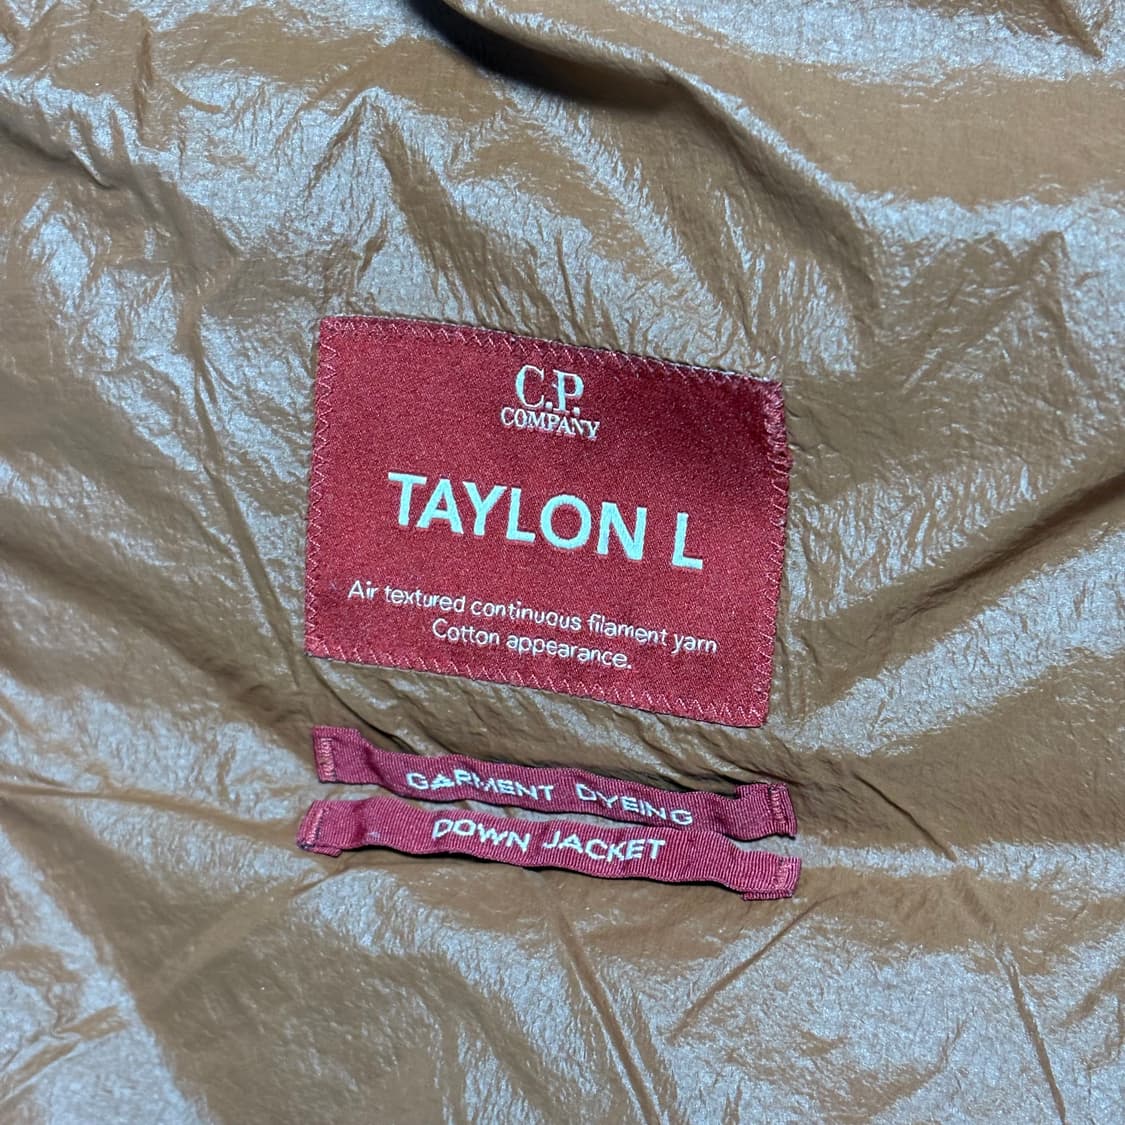 C.P.
COMPANY
TAYLON L
Air textured continuous filament yarn
Cotton appearance.
GARMENT DYEING
DOWN JACKET